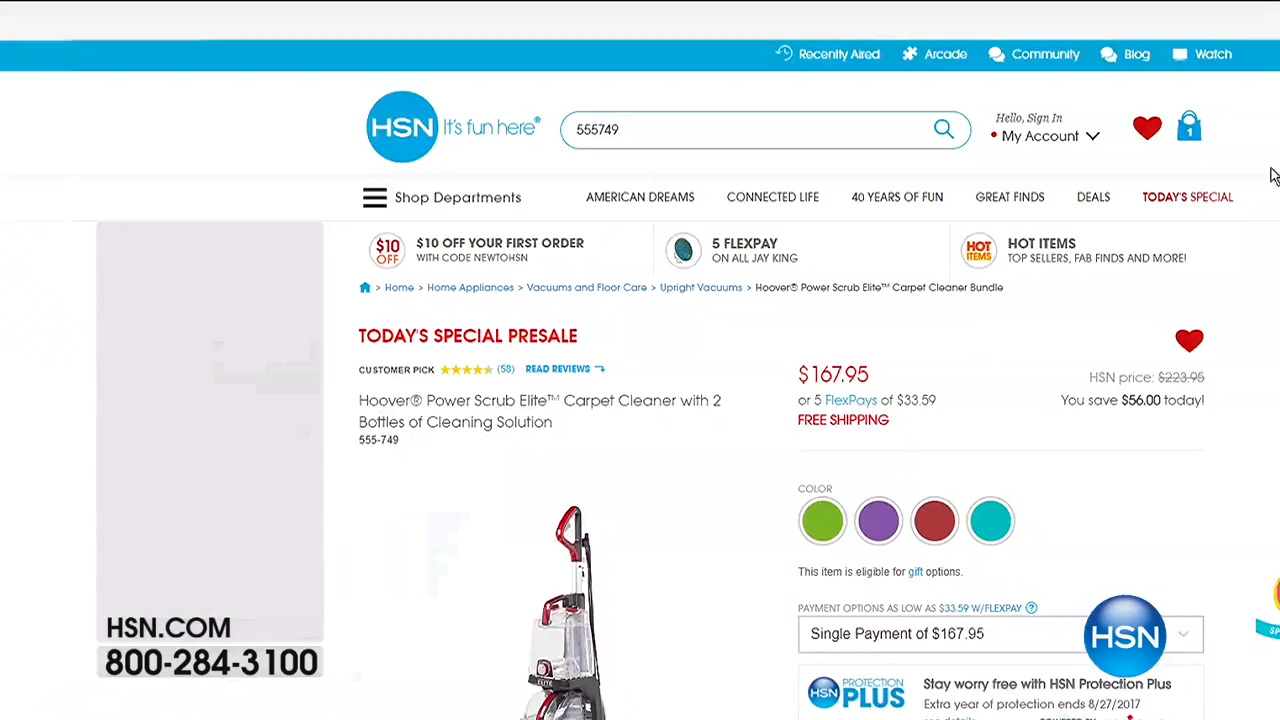 Recently Aired Arcade Community Blog Watch
HSN It's fun here®
555749
Hello, Sign In
My Account
1
Shop Departments AMERICAN DREAMS CONNECTED LIFE 40 YEARS OF FUN GREAT FINDS DEALS TODAY'S SPECIAL
$10 OFF
$10 OFF YOUR FIRST ORDER
WITH CODE NEWTOHSN
5 FLEXPAY
ON ALL JAY KING
HOT ITEMS
HOT ITEMS
TOP SELLERS, FAB FINDS AND MORE!
> Home > Home Appliances > Vacuums and Floor Care > Upright Vacuums > Hoover® Power Scrub Elite™ Carpet Cleaner Bundle
TODAY'S SPECIAL PRESALE
CUSTOMER PICK (58) READ REVIEWS
Hoover® Power Scrub Elite™ Carpet Cleaner with 2
Bottles of Cleaning Solution
555-749
$167.95
HSN price: $223.95
or 5 FlexPays of $33.59
You save $56.00 today!
FREE SHIPPING
COLOR
This item is eligible for gift options.
PAYMENT OPTIONS AS LOW AS $33.59 W/FLEXPAY ?
Single Payment of $167.95
HSN
HSN PROTECTION PLUS
Stay worry free with HSN Protection Plus
Extra year of protection ends 8/27/2017
ELITE
HSN.COM
800-284-3100